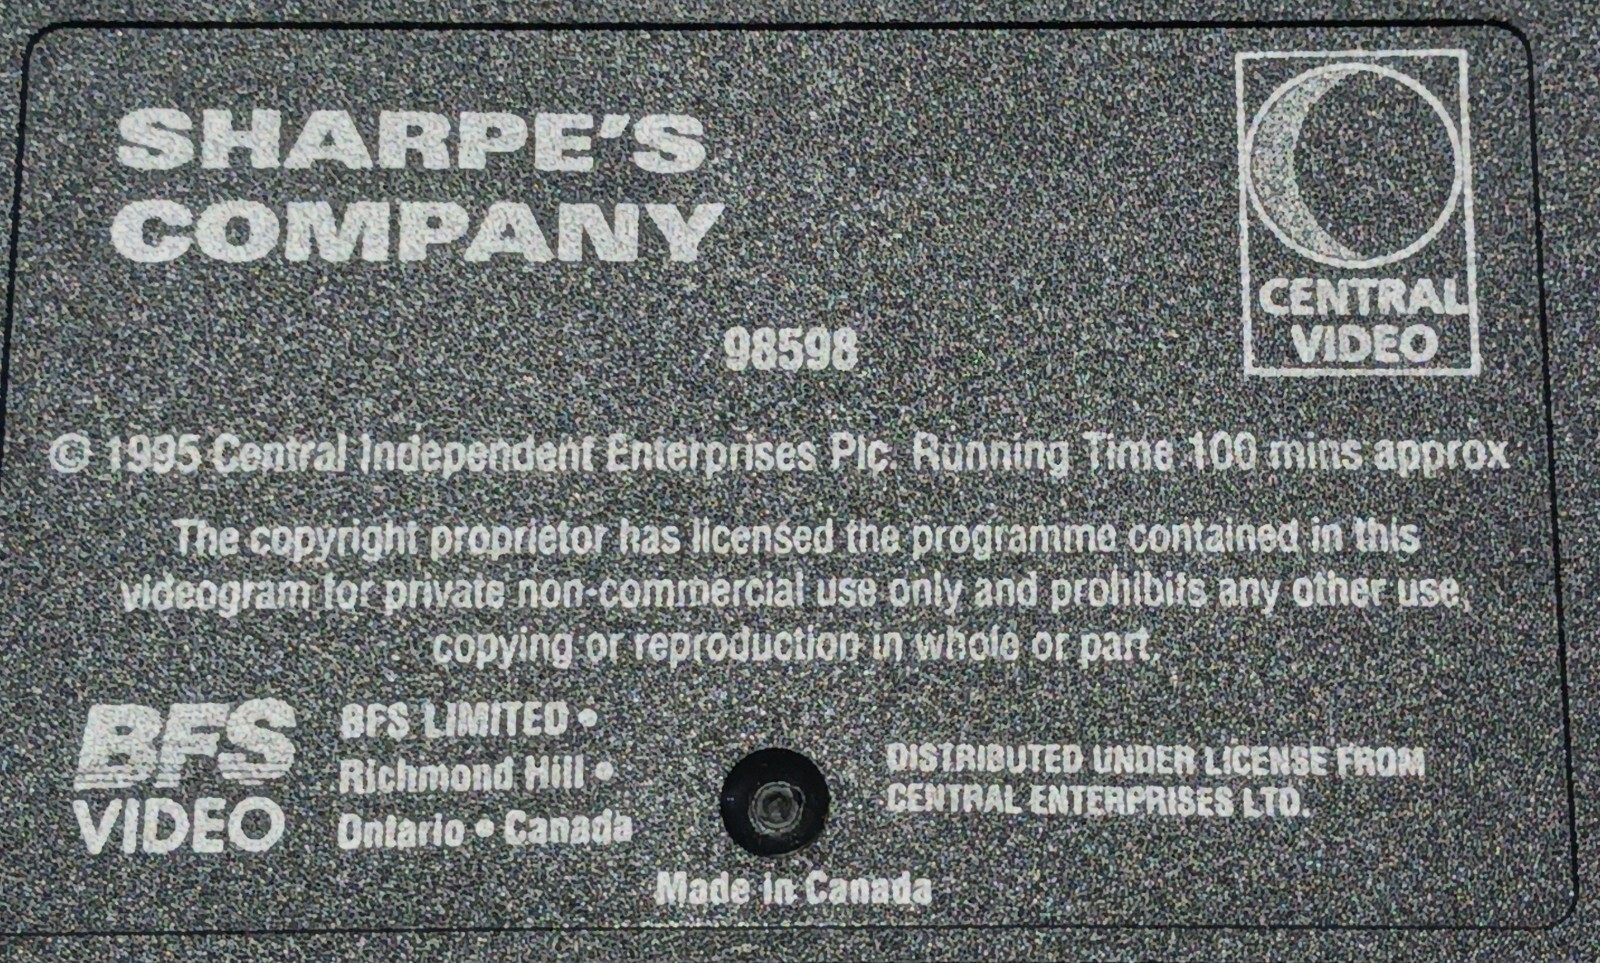 SHARPE'S
COMPANY
CENTRAL
VIDEO
98598
© 1995 Central Independent Enterprises Plc. Running Time 100 mins approx
The copyright proprietor has licensed the programme contained in this
videogram for private non-commercial use only and prohibits any other use,
copying or reproduction in whole or part.
BFS
VIDEO
BFS LIMITED •
Richmond Hill •
Ontario • Canada
DISTRIBUTED UNDER LICENSE FROM
CENTRAL ENTERPRISES LTD.
Made in Canada